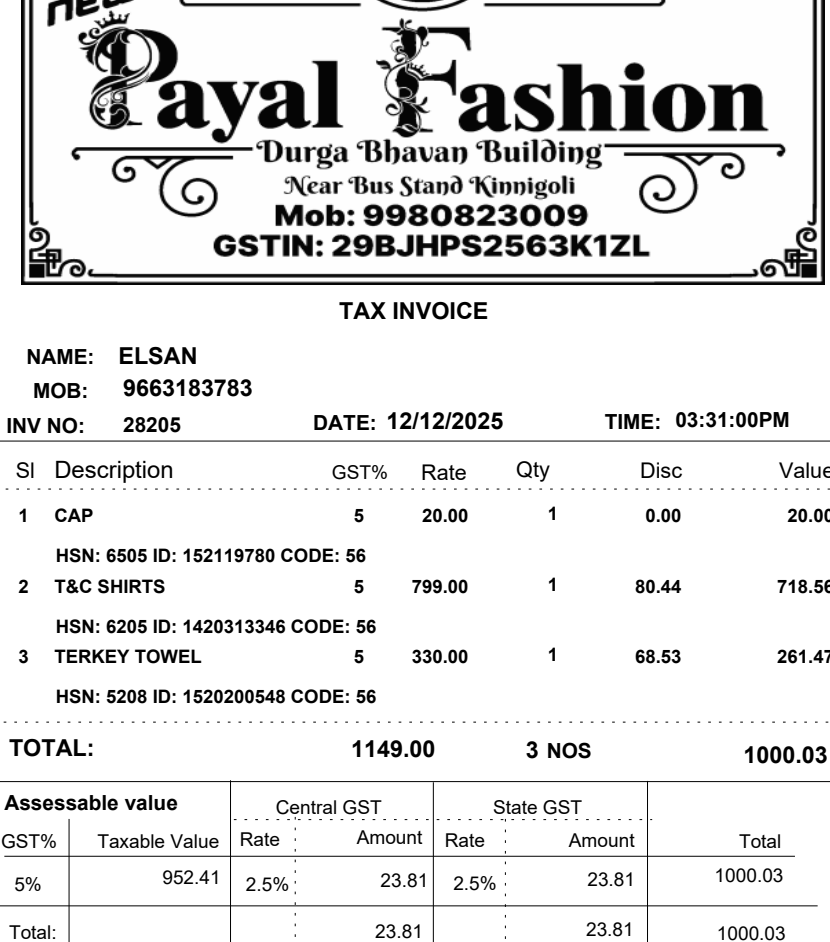 new
Payal Fashion
Durga Bhavan Building
Near Bus Stand Kinnigoli
Mob: 9980823009
GSTIN: 29BJHPS2563K1ZL
TAX INVOICE
NAME: ELSAN
MOB: 9663183783
INV NO: 28205 DATE: 12/12/2025 TIME: 03:31:00PM
Sl Description GST% Rate Qty Disc Value
1 CAP 5 20.00 1 0.00 20.00
HSN: 6505 ID: 152119780 CODE: 56
2 T&C SHIRTS 5 799.00 1 80.44 718.56
HSN: 6205 ID: 1420313346 CODE: 56
3 TERKEY TOWEL 5 330.00 1 68.53 261.47
HSN: 5208 ID: 1520200548 CODE: 56
TOTAL: 1149.00 3 NOS 1000.03
Assessable value Central GST State GST
GST% Taxable Value Rate Amount Rate Amount Total
5% 952.41 2.5% 23.81 2.5% 23.81 1000.03
Total: 23.81 23.81 1000.03